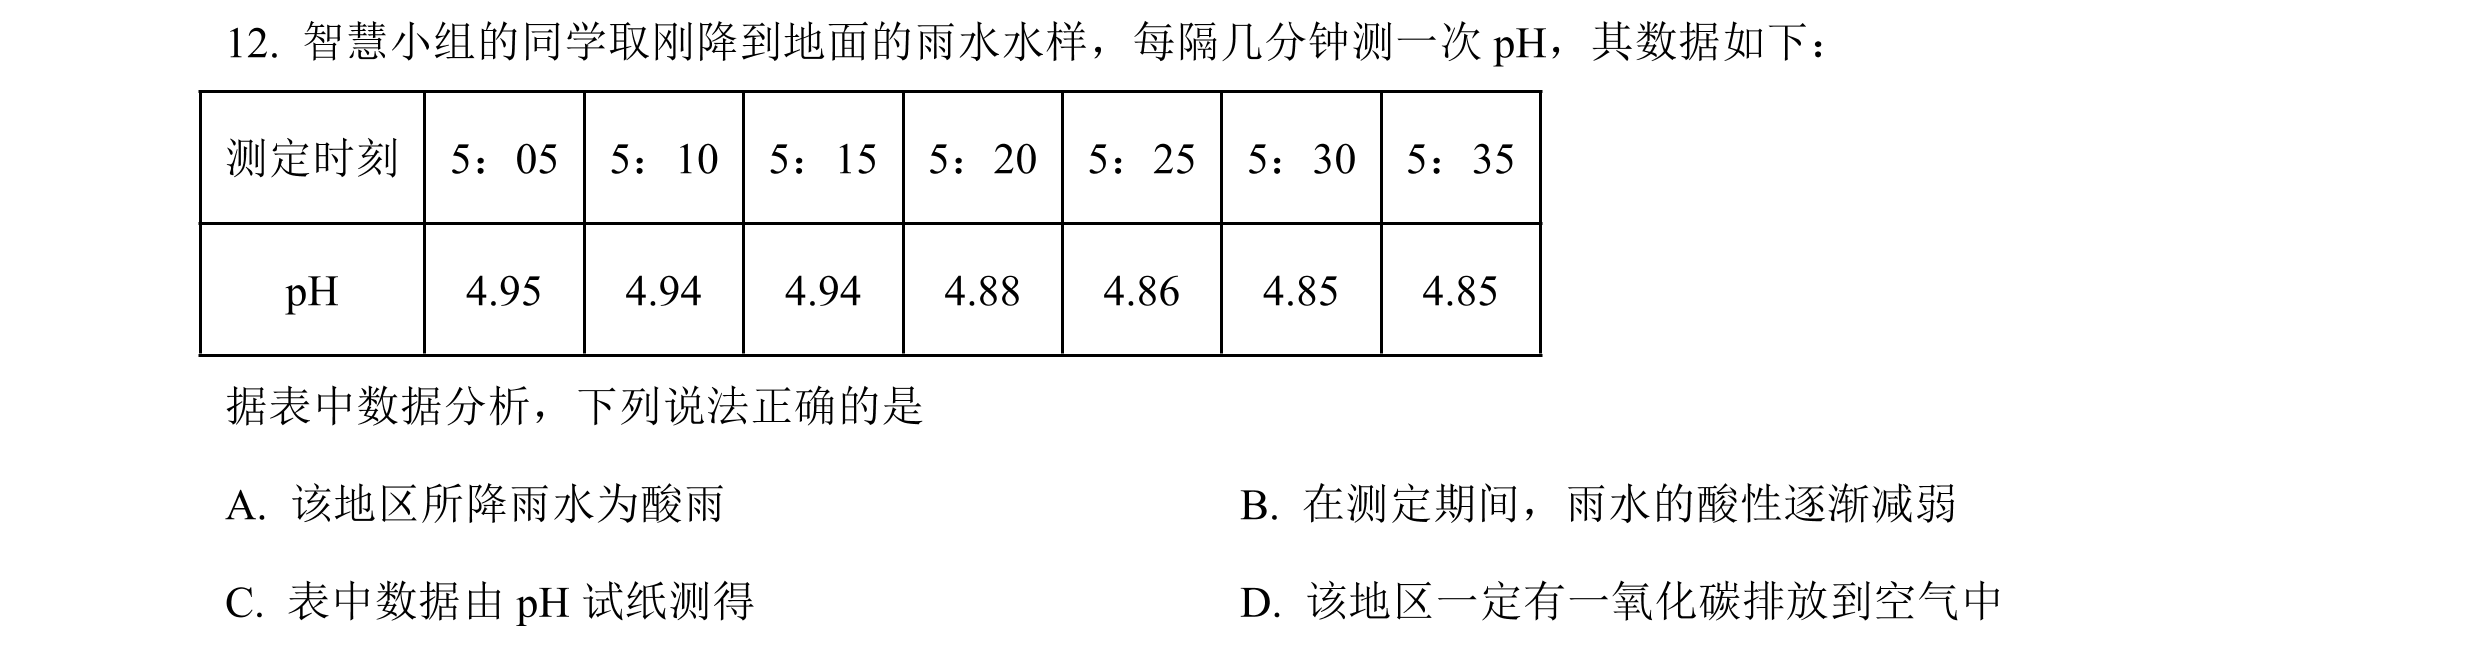 12. 智慧小组的同学取刚降到地面的雨水水样，每隔几分钟测一次 pH，其数据如下：
测定时刻 5：05 5：10 5：15 5：20 5：25 5：30 5：35
pH 4.95 4.94 4.94 4.88 4.86 4.85 4.85
据表中数据分析，下列说法正确的是
A. 该地区所降雨水为酸雨 B. 在测定期间，雨水的酸性逐渐减弱
C. 表中数据由 pH 试纸测得 D. 该地区一定有一氧化碳排放到空气中